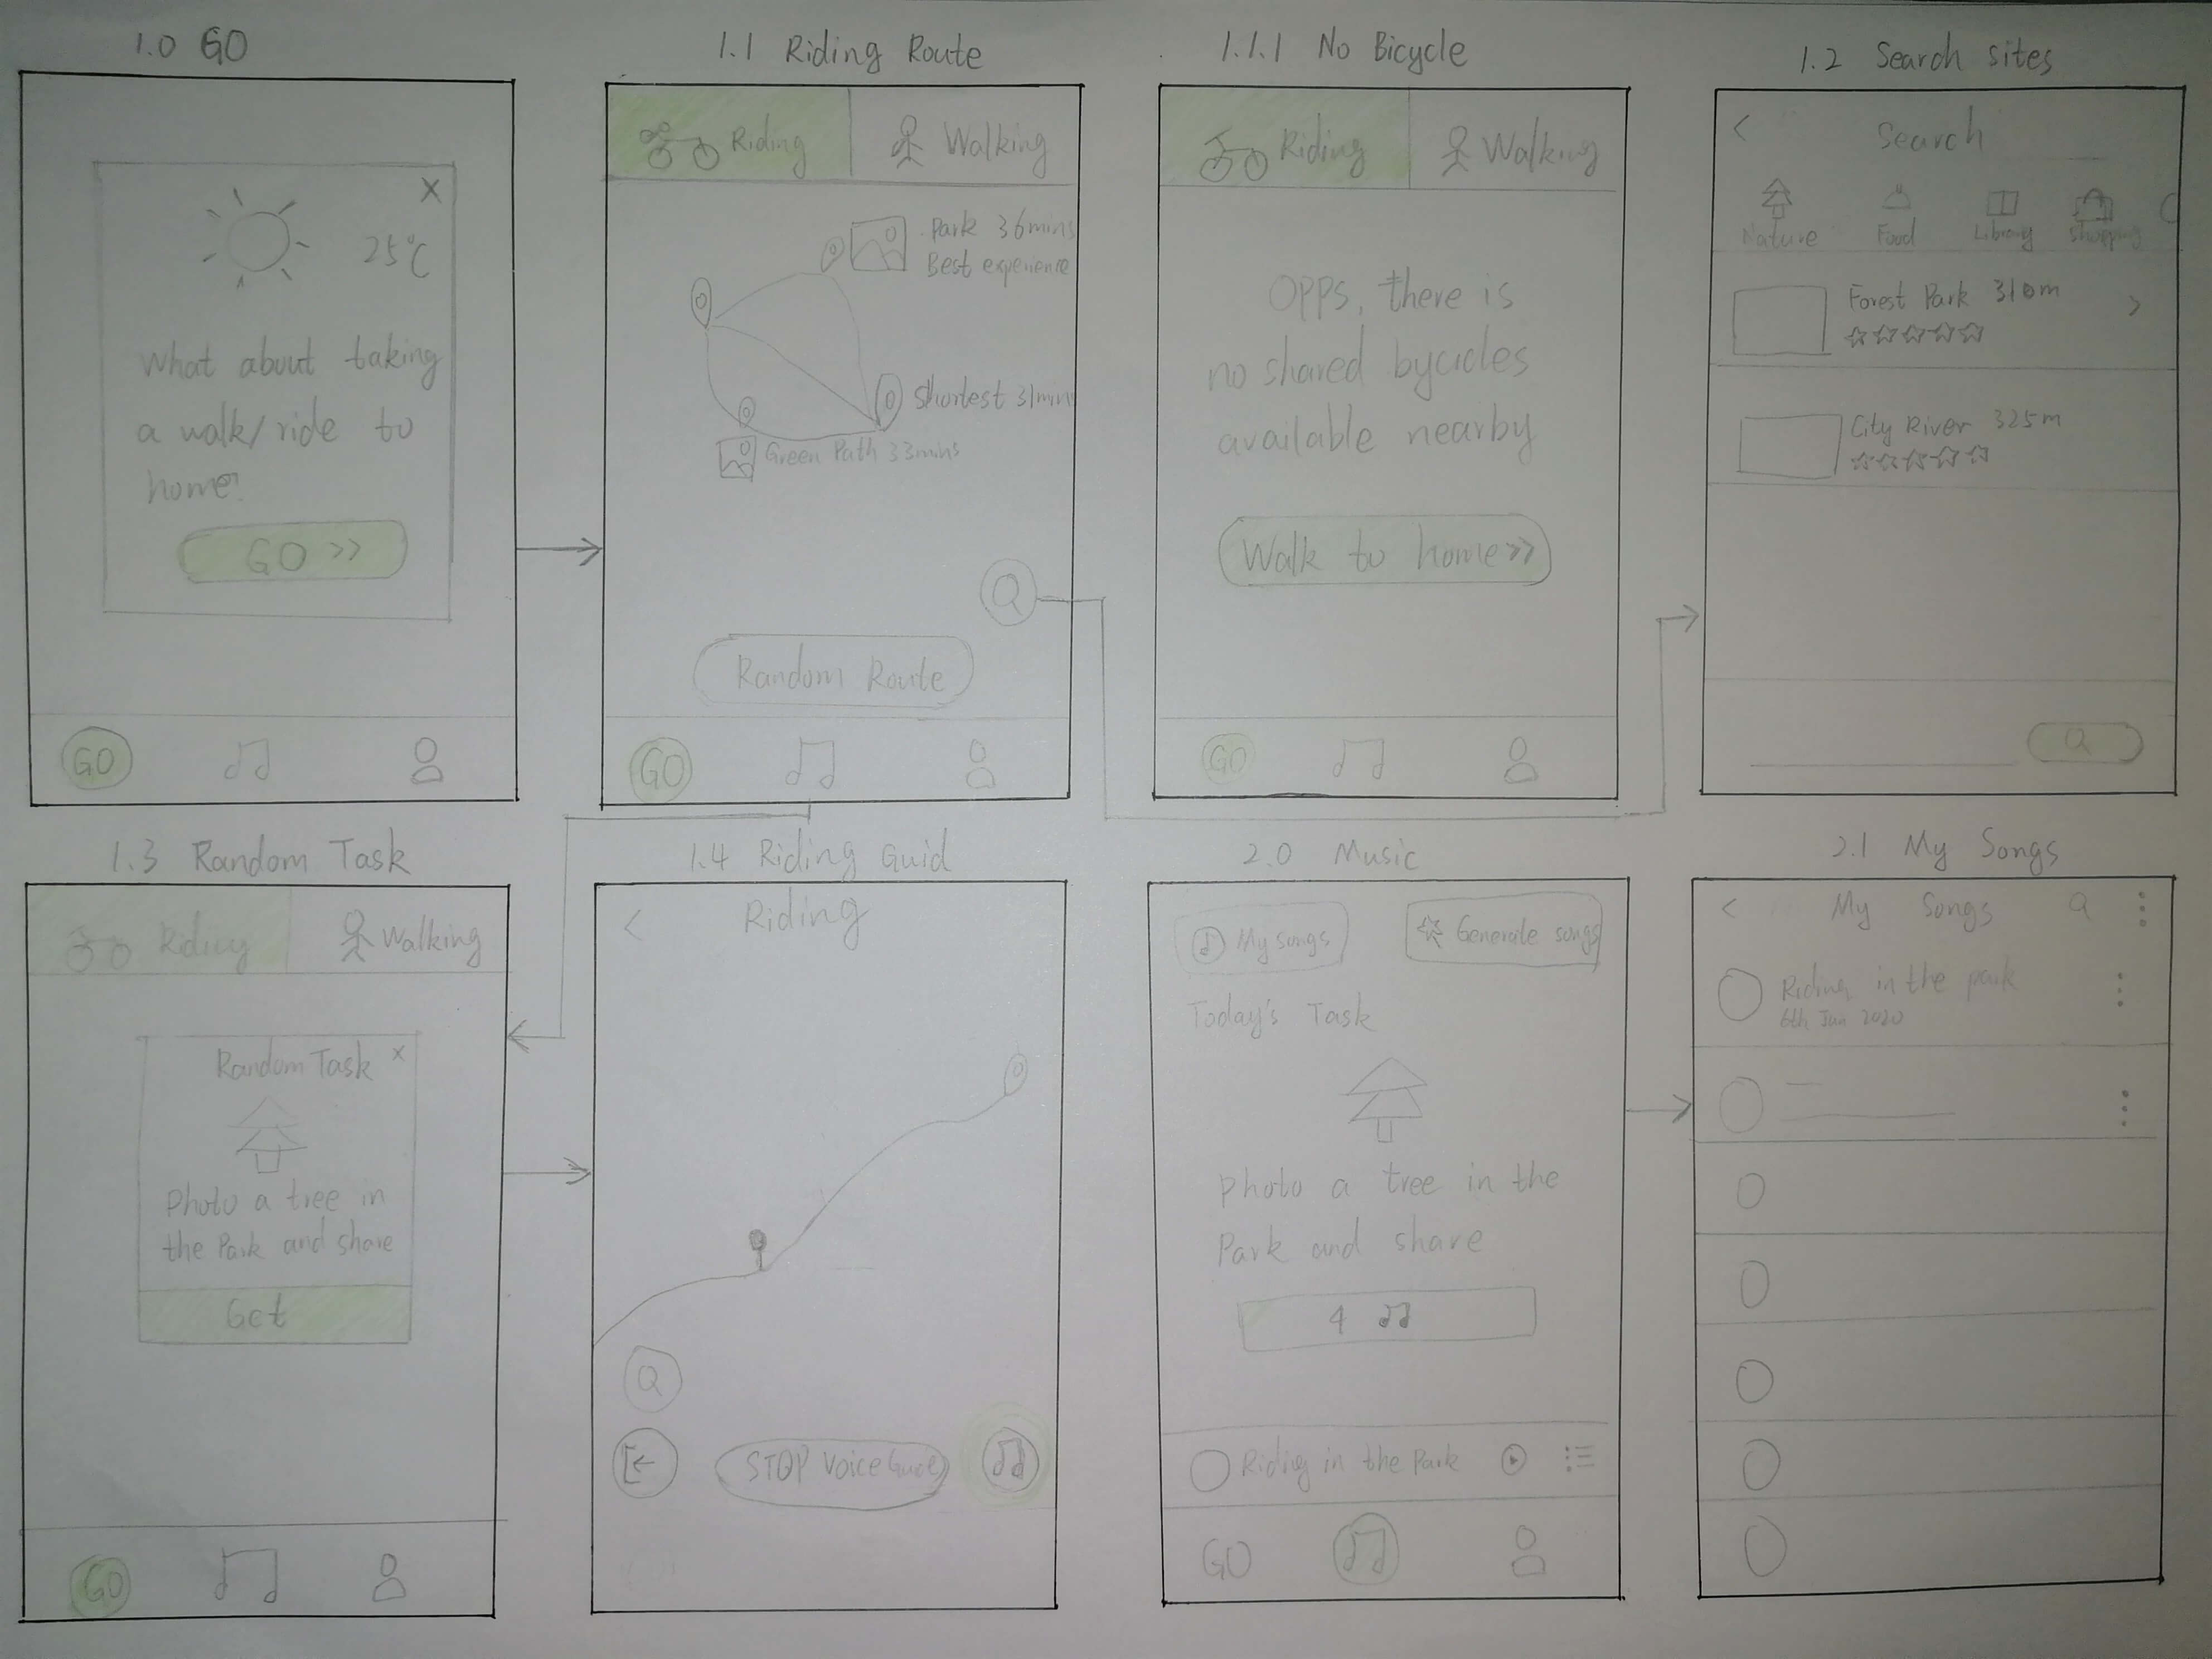 1.0 GO
25°C
What about taking
a walk/ride to
home?
GO >>
GO
1.1 Riding Route
Riding
Walking
Park 36mins
Best experience
Shortest 31min
Green Path 33mins
Random Route
GO
1.1.1 No Bicycle
Riding
Walking
OPPS, there is
no shared bycicles
available nearby
Walk to home>>
GO
1.2 Search sites
Search
Nature
Food
Library
Shopping
Forest Park 310m
City River 325m
1.3 Random Task
Riding
Walking
Random Task
Photo a tree in
the Park and share
Get
GO
1.4 Riding Guid
Riding
STOP Voice Guide
2.0 Music
My songs
Generate songs
Today's Task
Photo a tree in the
Park and share
4
Riding in the Park
GO
2.1 My Songs
My Songs
Riding in the park
6th Jan 2020